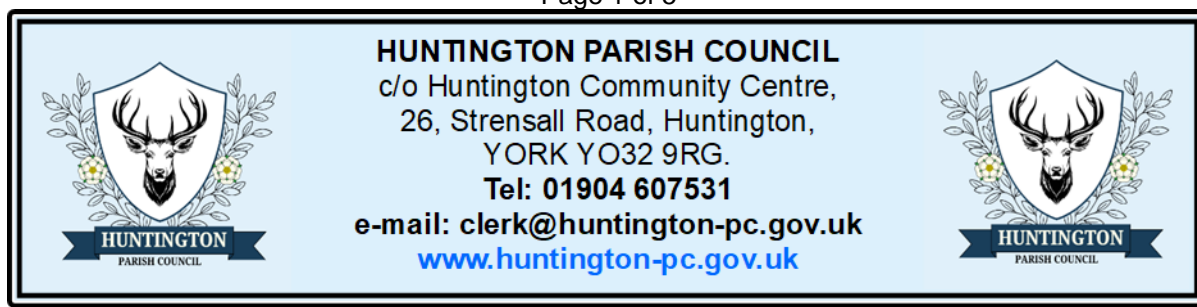 HUNTINGTON PARISH COUNCIL
c/o Huntington Community Centre,
26, Strensall Road, Huntington,
YORK YO32 9RG.
Tel: 01904 607531
e-mail: clerk@huntington-pc.gov.uk
www.huntington-pc.gov.uk
HUNTINGTON
PARISH COUNCIL
HUNTINGTON
PARISH COUNCIL